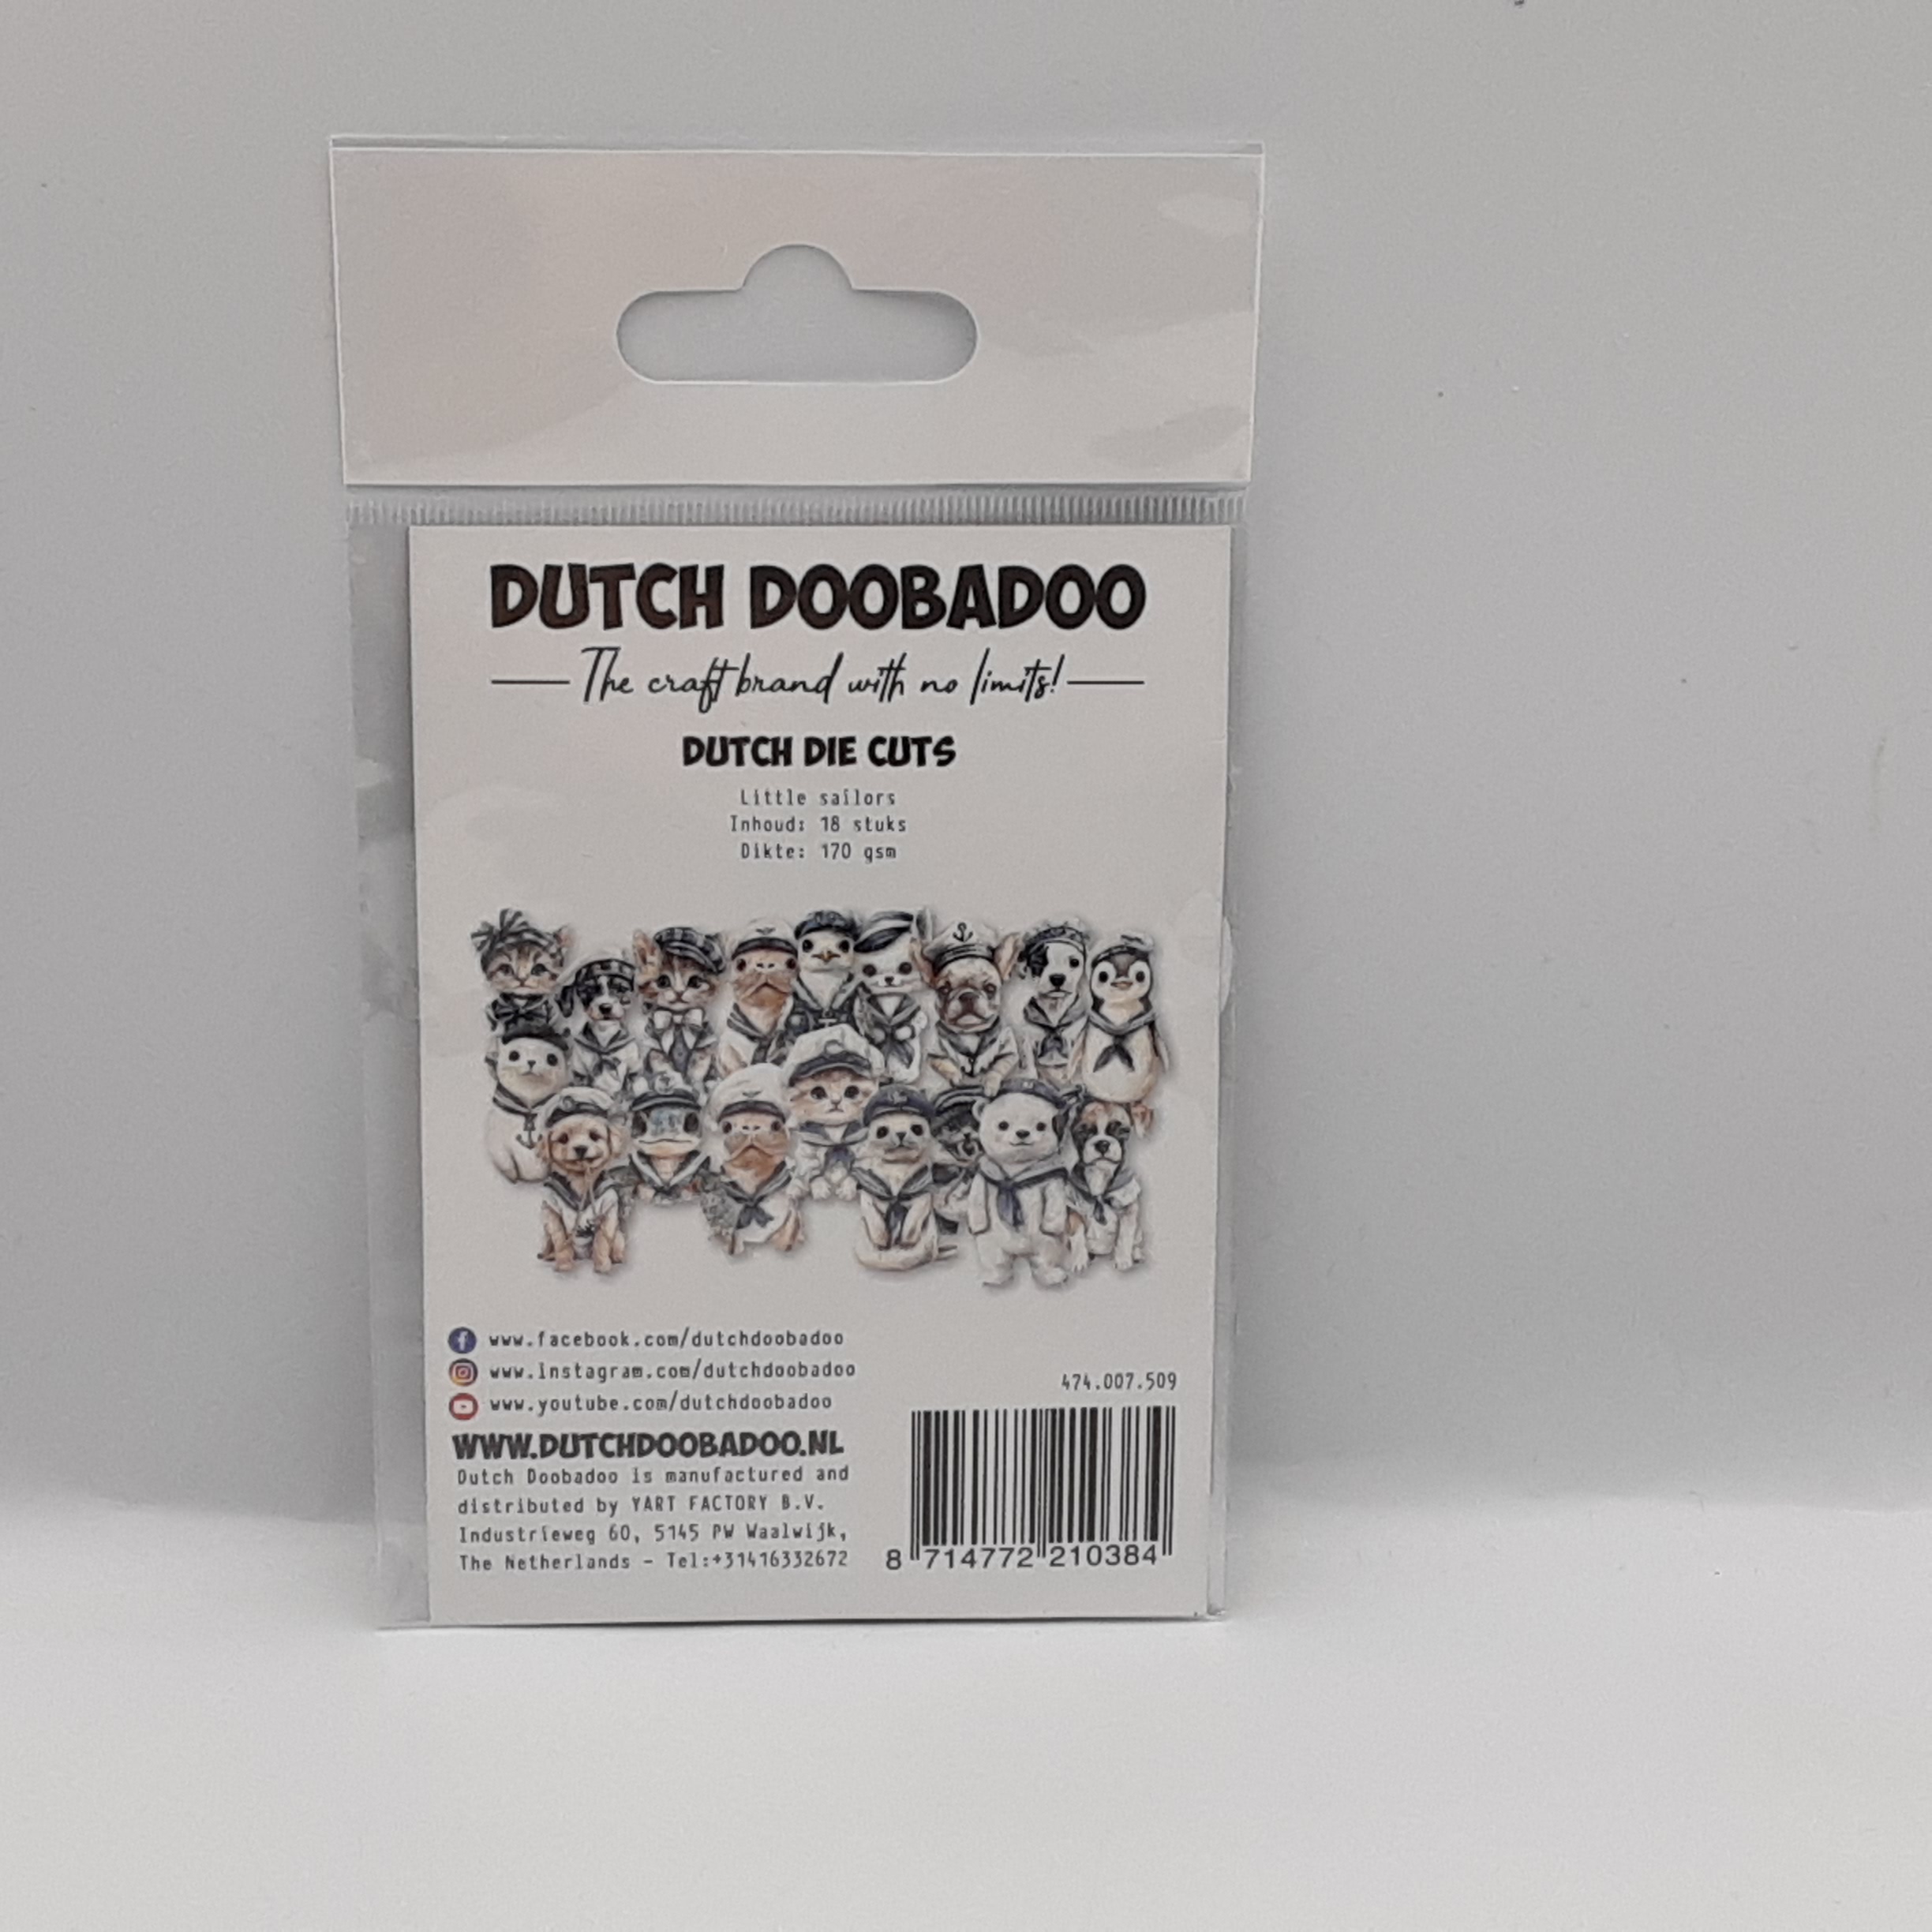 DUTCH DOOBADOO
The craft brand with no limits!
DUTCH DIE CUTS
Little sailors
Inhoud: 18 stuks
Dikte: 170 gsm
www.facebook.com/dutchdoobadoo
www.instagram.com/dutchdoobadoo
www.youtube.com/dutchdoobadoo
WWW.DUTCHDOOBADOO.NL
Dutch Doobadoo is manufactured and
distributed by YART FACTORY B.V.
Industrieweg 60, 5145 PW Waalwijk,
The Netherlands - Tel:+31416332672
474.007.509
8 714772 210384